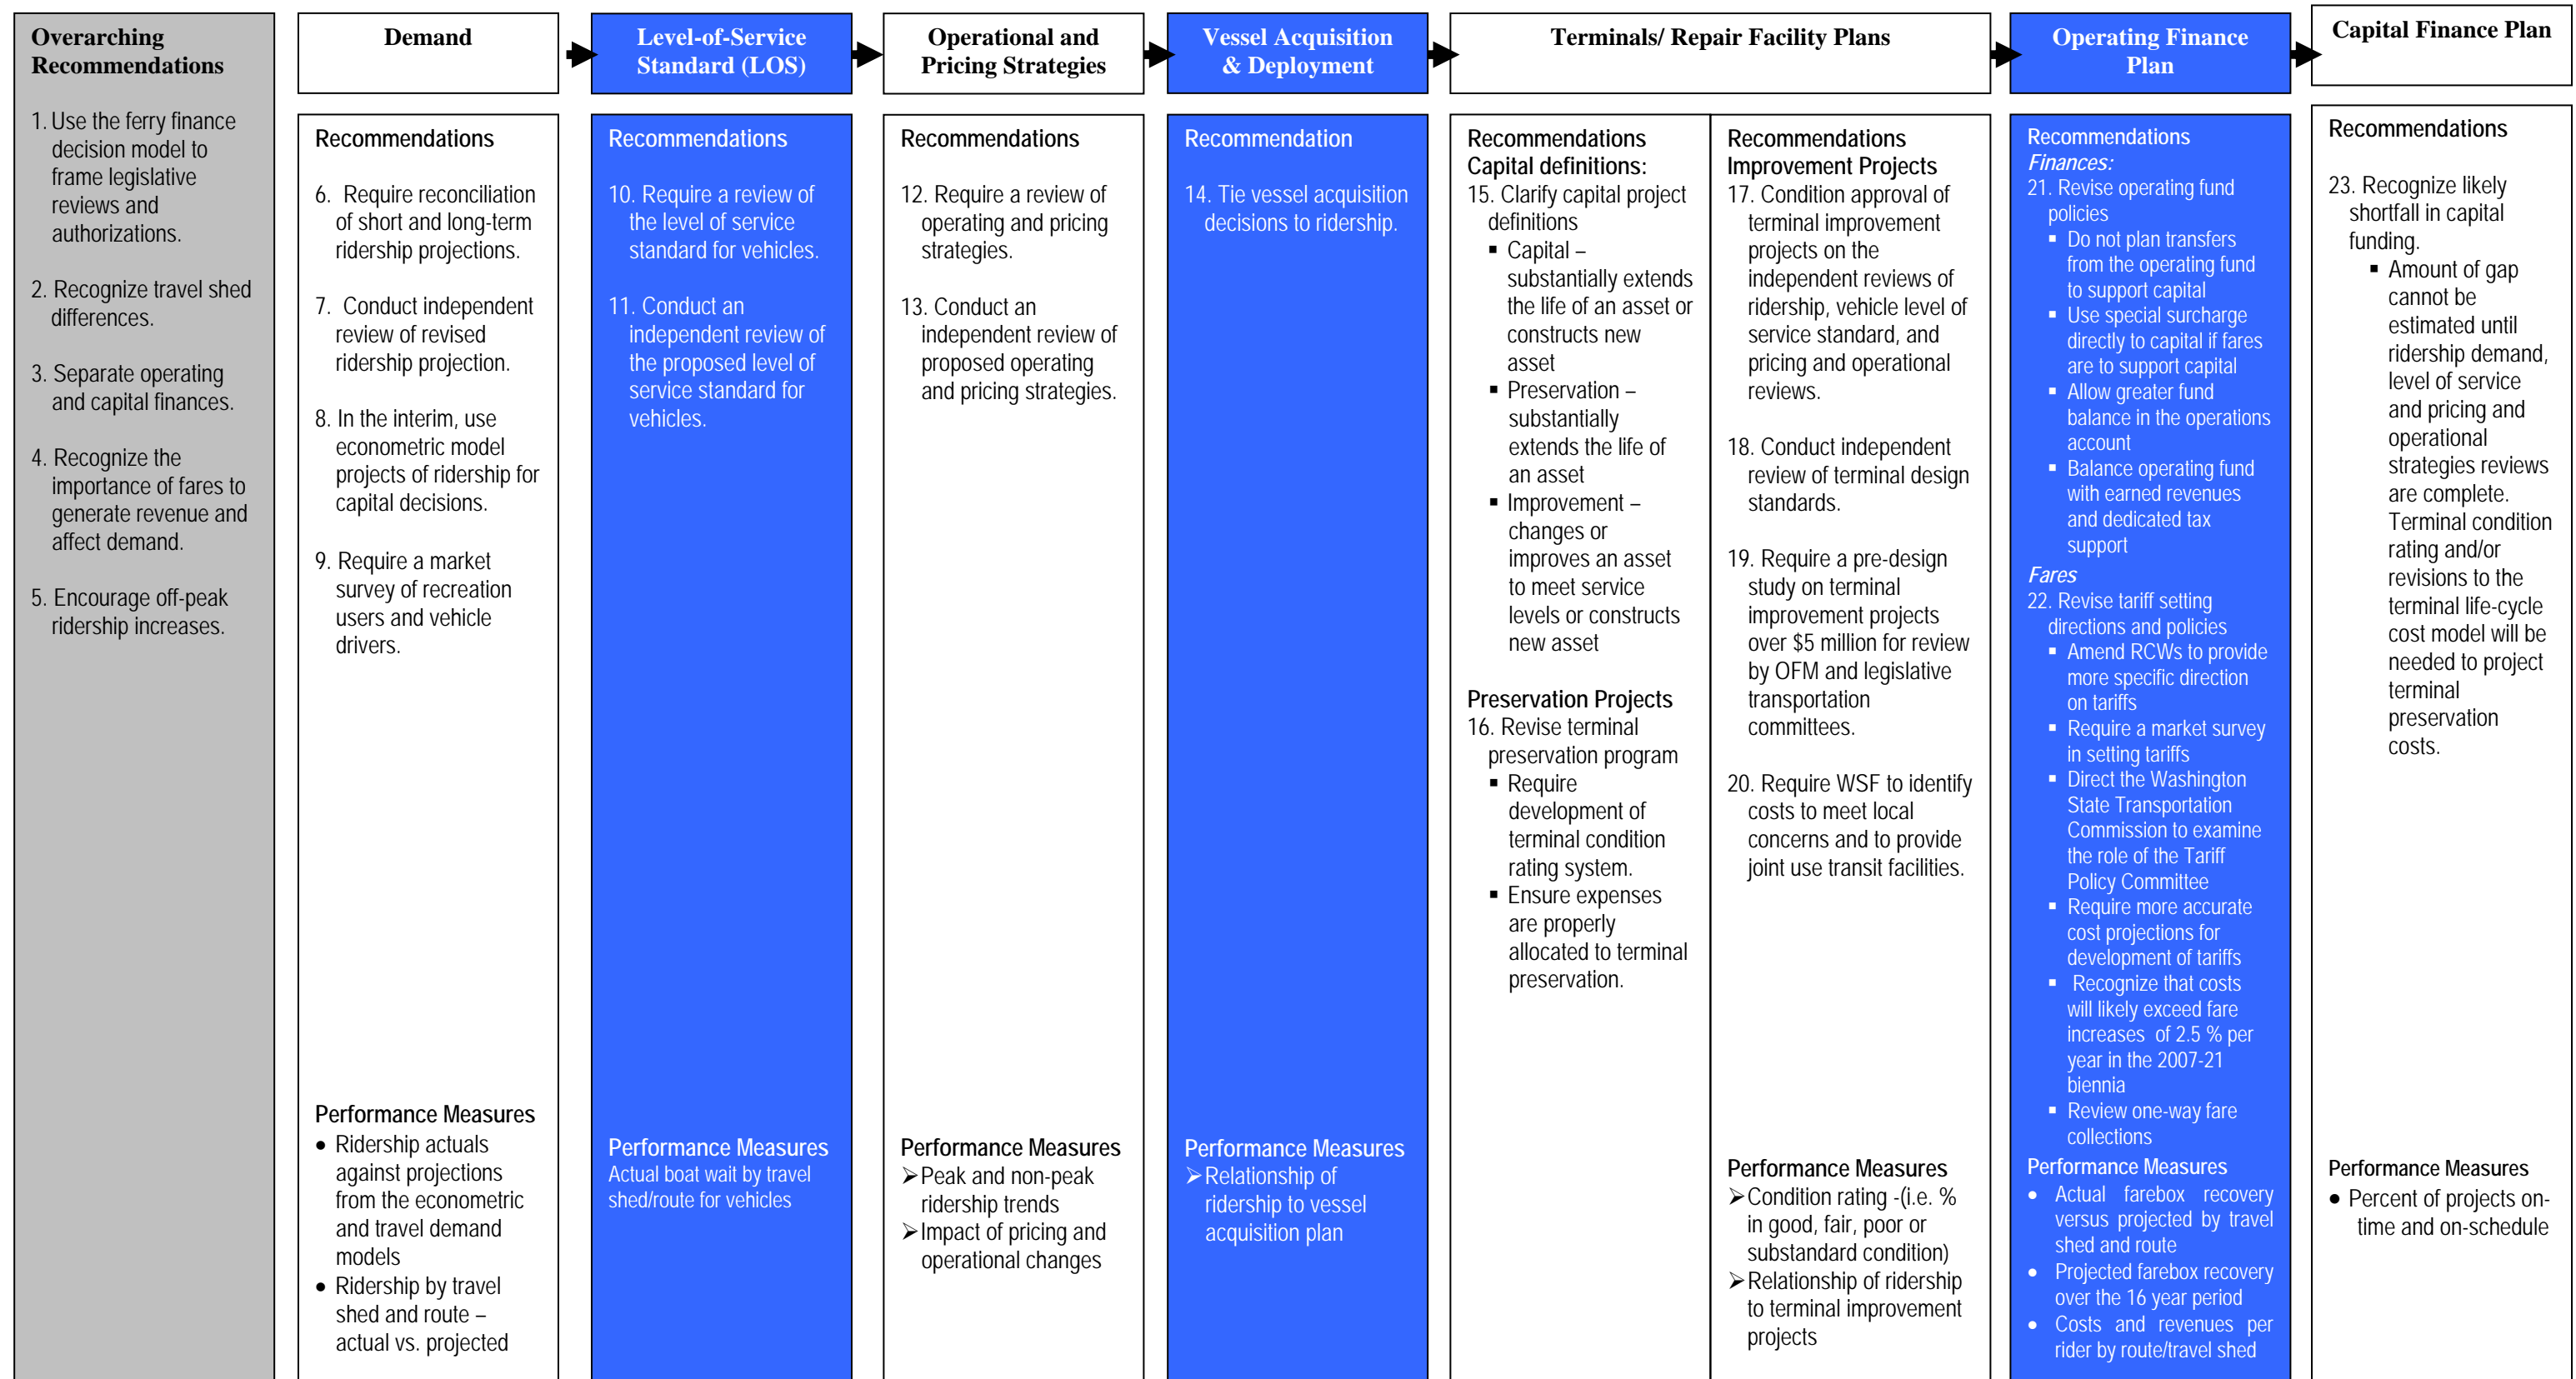 Overarching
Recommendations
1. Use the ferry finance
decision model to
frame legislative
reviews and
authorizations.
2. Recognize travel shed
differences.
3. Separate operating
and capital finances.
4. Recognize the
importance of fares to
generate revenue and
affect demand.
5. Encourage off-peak
ridership increases.
Demand
Recommendations
6. Require reconciliation
of short and long-term
ridership projections.
7. Conduct independent
review of revised
ridership projection.
8. In the interim, use
econometric model
projects of ridership for
capital decisions.
9. Require a market
survey of recreation
users and vehicle
drivers.
Performance Measures
• Ridership actuals
against projections
from the econometric
and travel demand
models
• Ridership by travel
shed and route –
actual vs. projected
Level-of-Service
Standard (LOS)
Recommendations
10. Require a review of
the level of service
standard for vehicles.
11. Conduct an
independent review of
the proposed level of
service standard for
vehicles.
Performance Measures
Actual boat wait by travel
shed/route for vehicles
Operational and
Pricing Strategies
Recommendations
12. Require a review of
operating and pricing
strategies.
13. Conduct an
independent review of
proposed operating
and pricing strategies.
Performance Measures
➢Peak and non-peak
ridership trends
➢Impact of pricing and
operational changes
Vessel Acquisition
& Deployment
Recommendation
14. Tie vessel acquisition
decisions to ridership.
Performance Measures
➢Relationship of
ridership to vessel
acquisition plan
Terminals/ Repair Facility Plans
Recommendations
Capital definitions:
15. Clarify capital project
definitions
▪ Capital –
substantially extends
the life of an asset or
constructs new
asset
▪ Preservation –
substantially
extends the life of
an asset
▪ Improvement –
changes or
improves an asset
to meet service
levels or constructs
new asset
Preservation Projects
16. Revise terminal
preservation program
▪ Require
development of
terminal condition
rating system.
▪ Ensure expenses
are properly
allocated to terminal
preservation.
Recommendations
Improvement Projects
17. Condition approval of
terminal improvement
projects on the
independent reviews of
ridership, vehicle level of
service standard, and
pricing and operational
reviews.
18. Conduct independent
review of terminal design
standards.
19. Require a pre-design
study on terminal
improvement projects
over $5 million for review
by OFM and legislative
transportation
committees.
20. Require WSF to identify
costs to meet local
concerns and to provide
joint use transit facilities.
Performance Measures
➢Condition rating -(i.e. %
in good, fair, poor or
substandard condition)
➢Relationship of ridership
to terminal improvement
projects
Operating Finance
Plan
Recommendations
Finances:
21. Revise operating fund
policies
▪ Do not plan transfers
from the operating fund
to support capital
▪ Use special surcharge
directly to capital if fares
are to support capital
▪ Allow greater fund
balance in the operations
account
▪ Balance operating fund
with earned revenues
and dedicated tax
support
Fares
22. Revise tariff setting
directions and policies
▪ Amend RCWs to provide
more specific direction
on tariffs
▪ Require a market survey
in setting tariffs
▪ Direct the Washington
State Transportation
Commission to examine
the role of the Tariff
Policy Committee
▪ Require more accurate
cost projections for
development of tariffs
▪ Recognize that costs
will likely exceed fare
increases of 2.5 % per
year in the 2007-21
biennia
▪ Review one-way fare
collections
Performance Measures
• Actual farebox recovery
versus projected by travel
shed and route
• Projected farebox recovery
over the 16 year period
• Costs and revenues per
rider by route/travel shed
Capital Finance Plan
Recommendations
23. Recognize likely
shortfall in capital
funding.
▪ Amount of gap
cannot be
estimated until
ridership demand,
level of service
and pricing and
operational
strategies reviews
are complete.
Terminal condition
rating and/or
revisions to the
terminal life-cycle
cost model will be
needed to project
terminal
preservation
costs.
Performance Measures
• Percent of projects on-
time and on-schedule